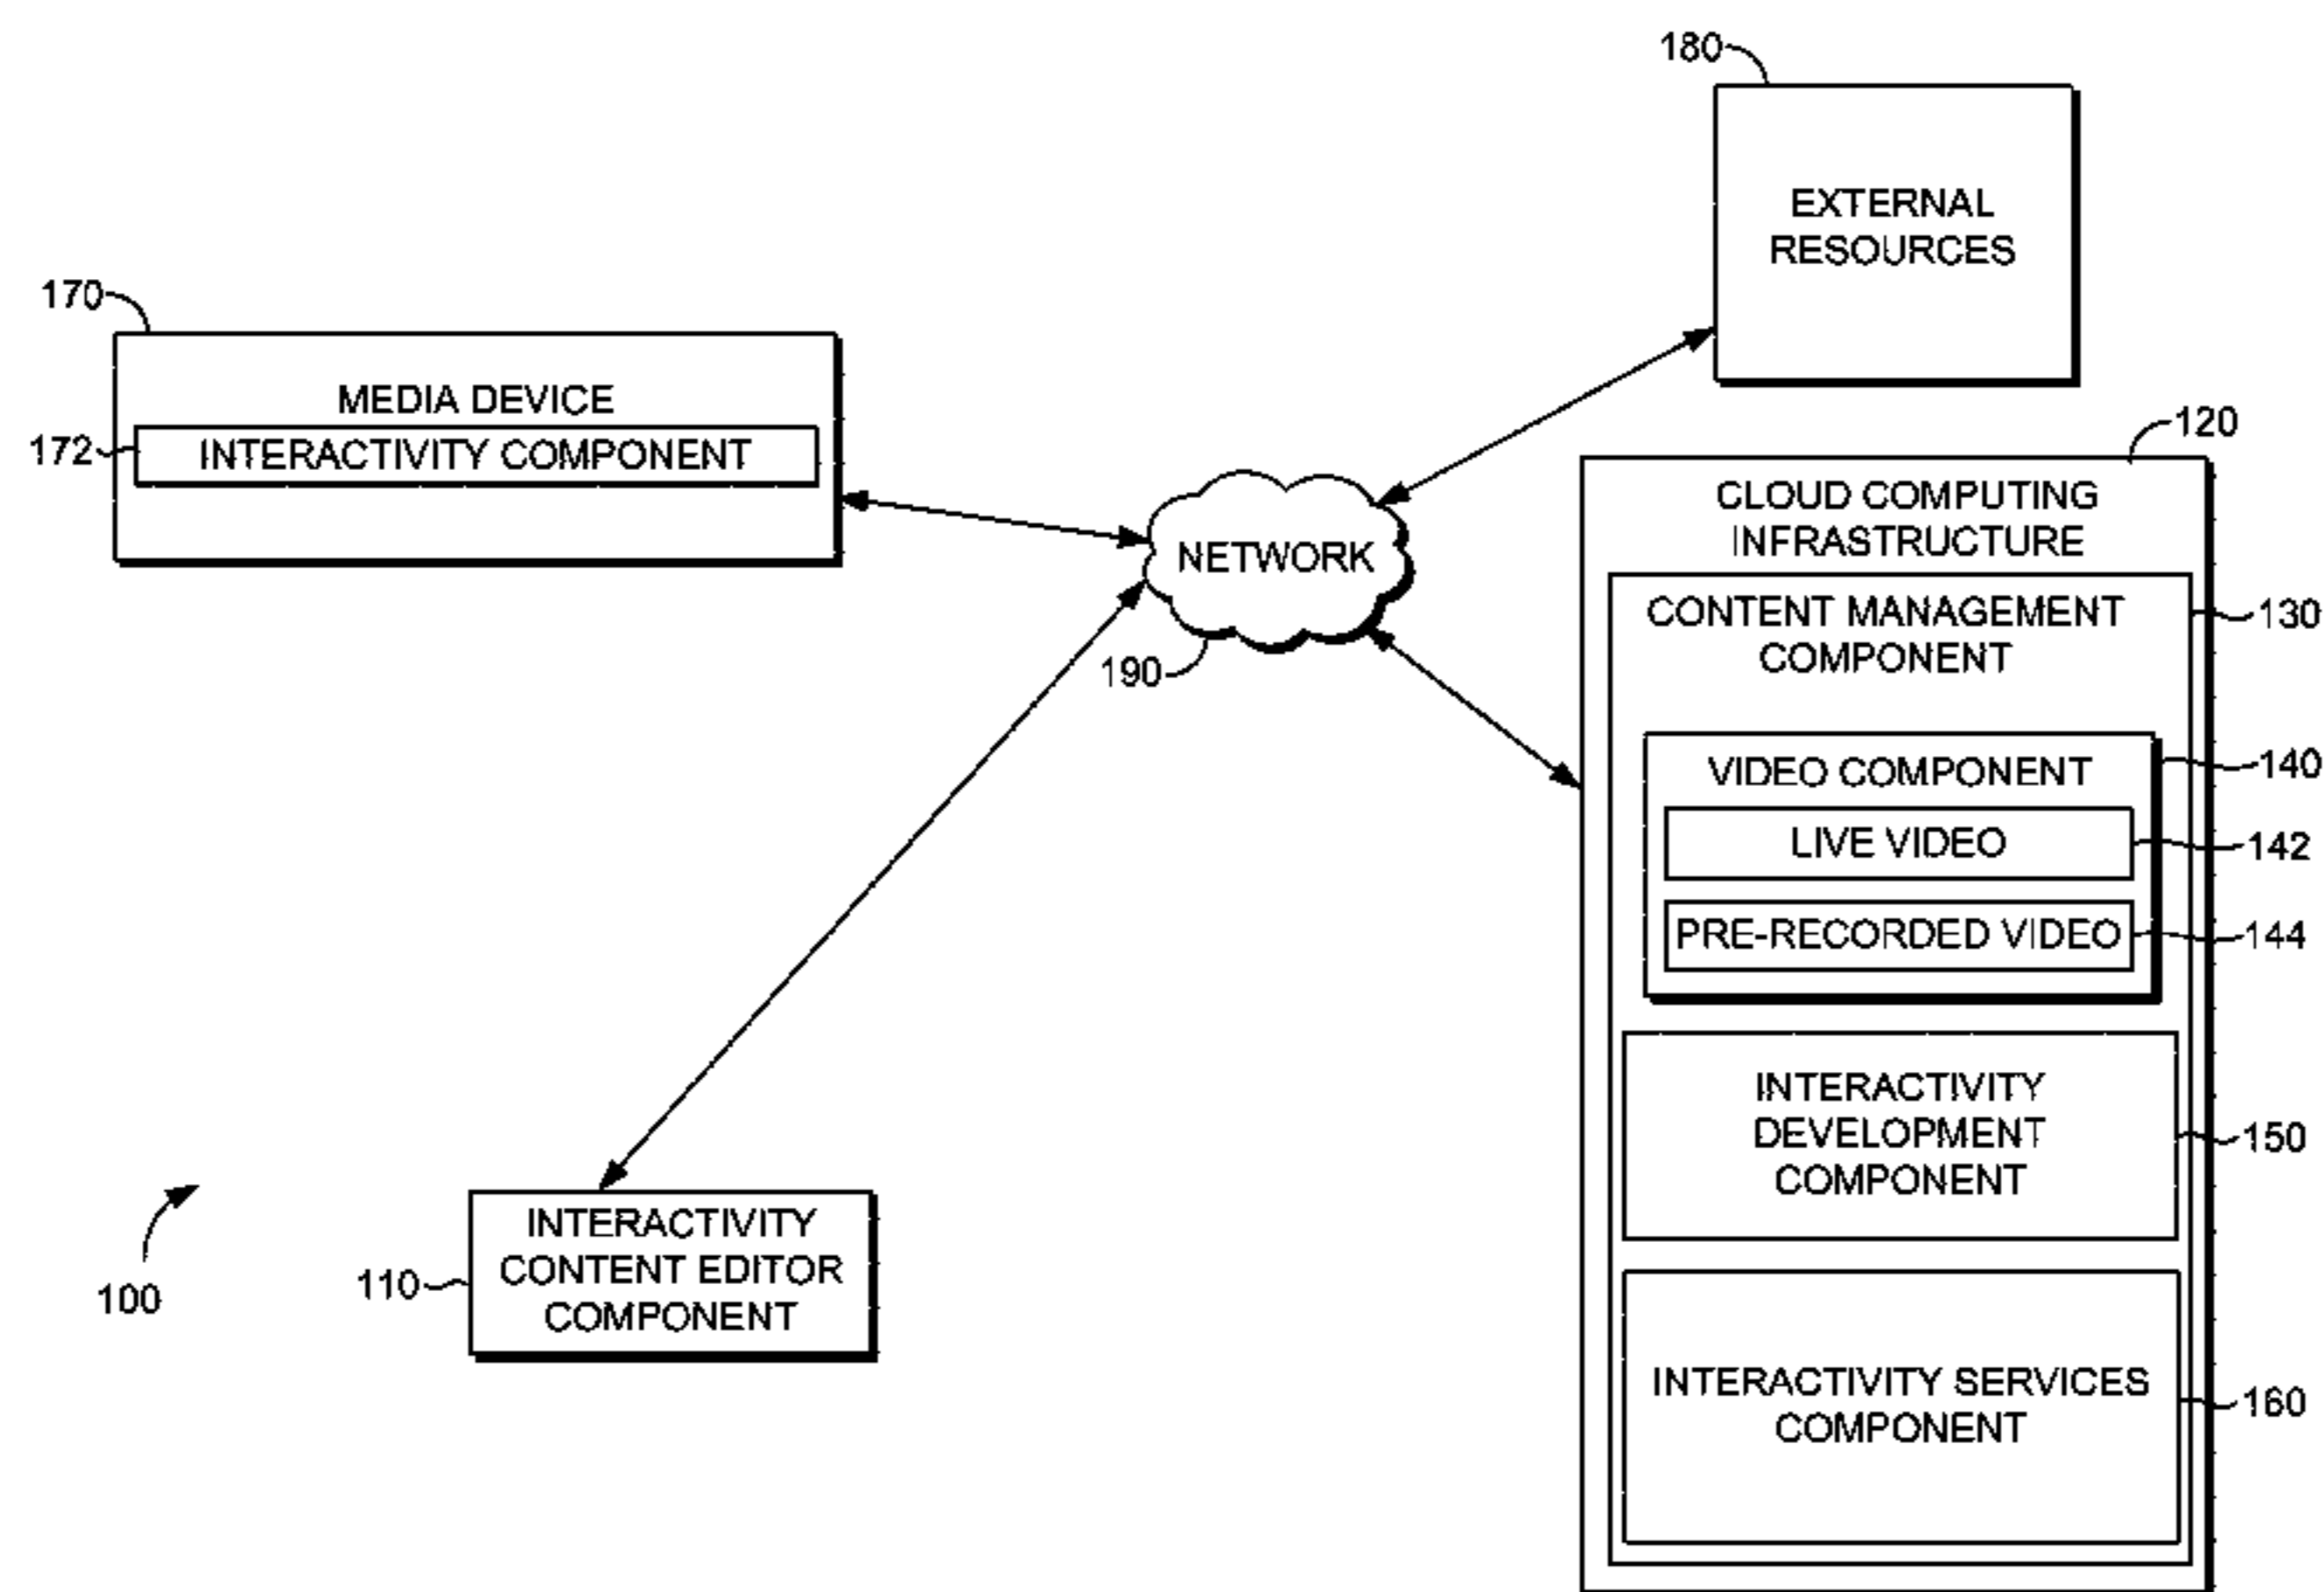 180
EXTERNAL
RESOURCES
170
MEDIA DEVICE
172
INTERACTIVITY COMPONENT
120
CLOUD COMPUTING
INFRASTRUCTURE
NETWORK
190
CONTENT MANAGEMENT
COMPONENT
130
VIDEO COMPONENT
140
LIVE VIDEO
142
PRE-RECORDED VIDEO
144
INTERACTIVITY
DEVELOPMENT
COMPONENT
150
INTERACTIVITY
CONTENT EDITOR
COMPONENT
110
100
INTERACTIVITY SERVICES
COMPONENT
160